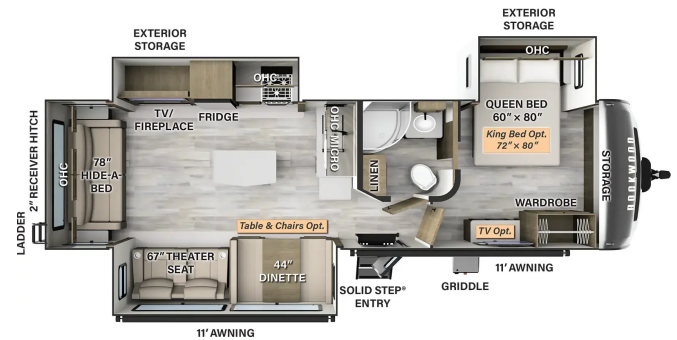 EXTERIOR
STORAGE
EXTERIOR
STORAGE
OHC
OHC
TV/
FIREPLACE
FRIDGE
QUEEN BED
60" × 80"
King Bed Opt.
72" × 80"
OHC/MICRO
LINEN
STORAGE
ROCKWOOD
2" RECEIVER HITCH
LADDER
OHC
78"
HIDE-A-
BED
WARDROBE
Table & Chairs Opt.
TV Opt.
67" THEATER
SEAT
44"
DINETTE
SOLID STEP®
ENTRY
GRIDDLE
11' AWNING
11' AWNING